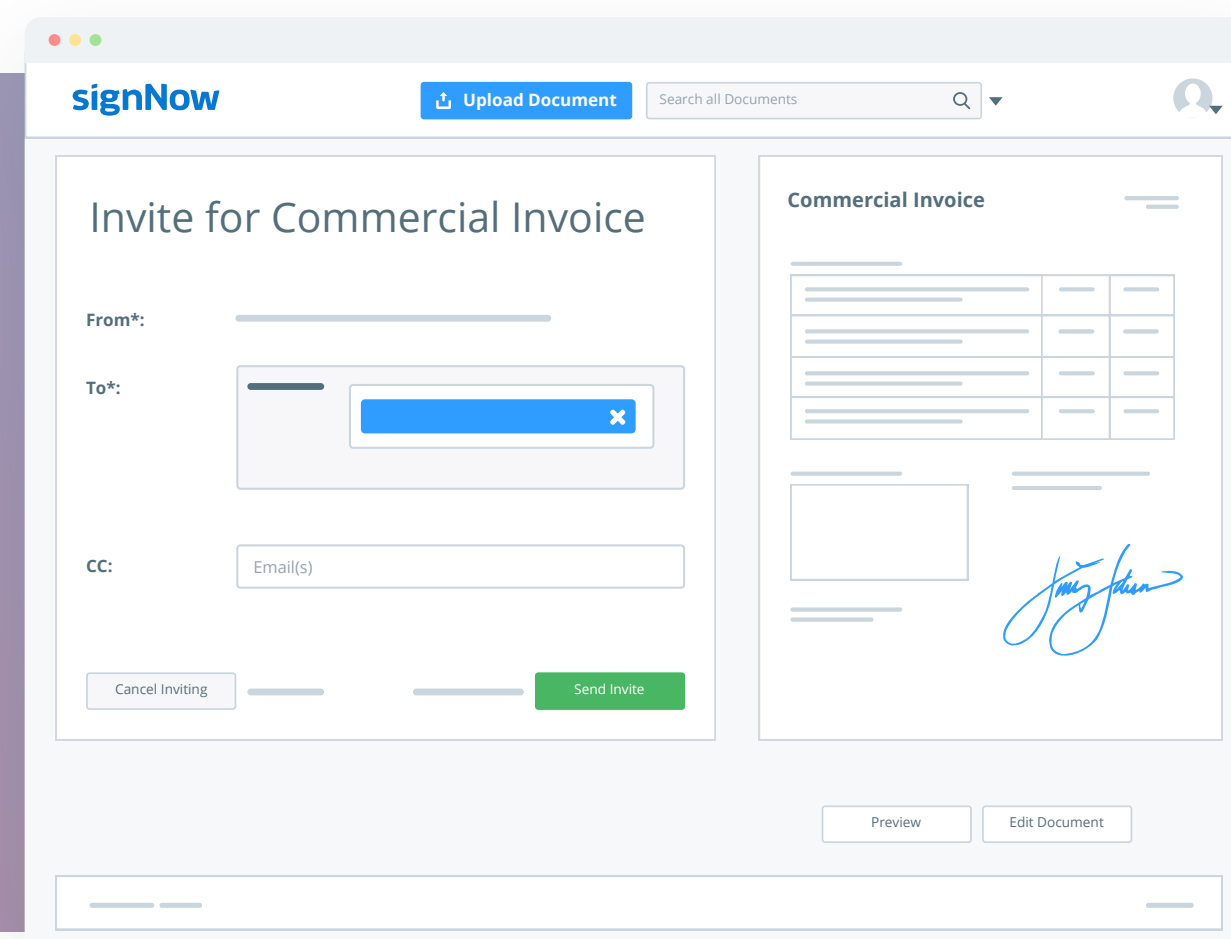 signNow
Upload Document
Search all Documents
Invite for Commercial Invoice
From*:
To*:
CC:
Email(s)
Cancel Inviting
Send Invite
Commercial Invoice
Preview
Edit Document